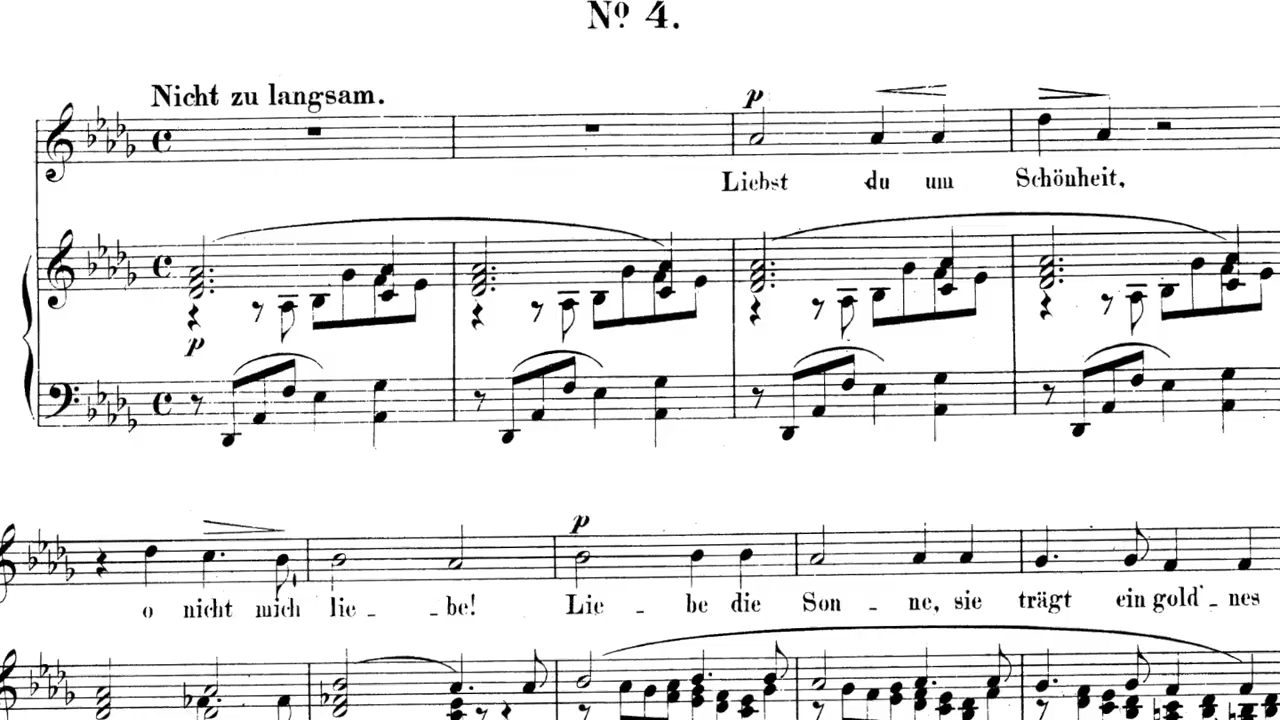 Nº 4.
Nicht zu langsam.
p
Liebst du um Schönheit,
p
p
o nicht mich lie - - be! Lie - be die Son - ne, sie trägt ein gold' - nes